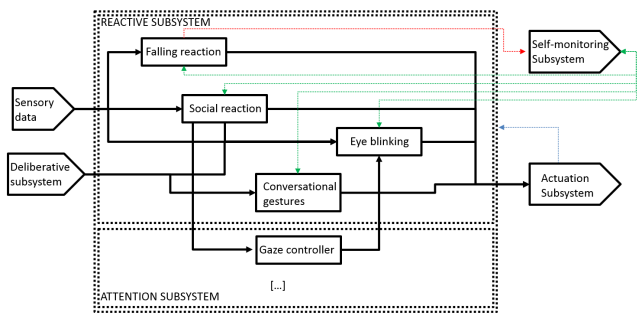 REACTIVE SUBSYSTEM
Falling reaction
Self-monitoring
Subsystem
Sensory
data
Social reaction
Eye blinking
Deliberative
subsystem
Conversational
gestures
Actuation
Subsystem
Gaze controller
[...]
ATTENTION SUBSYSTEM